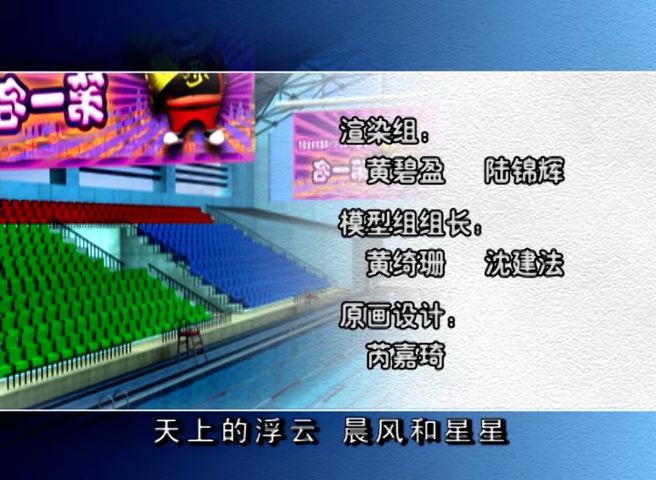 渲染组：
黄碧盈 陆锦辉
模型组组长：
黄绮珊 沈建法
原画设计：
芮嘉琦
天上的浮云 晨风和星星